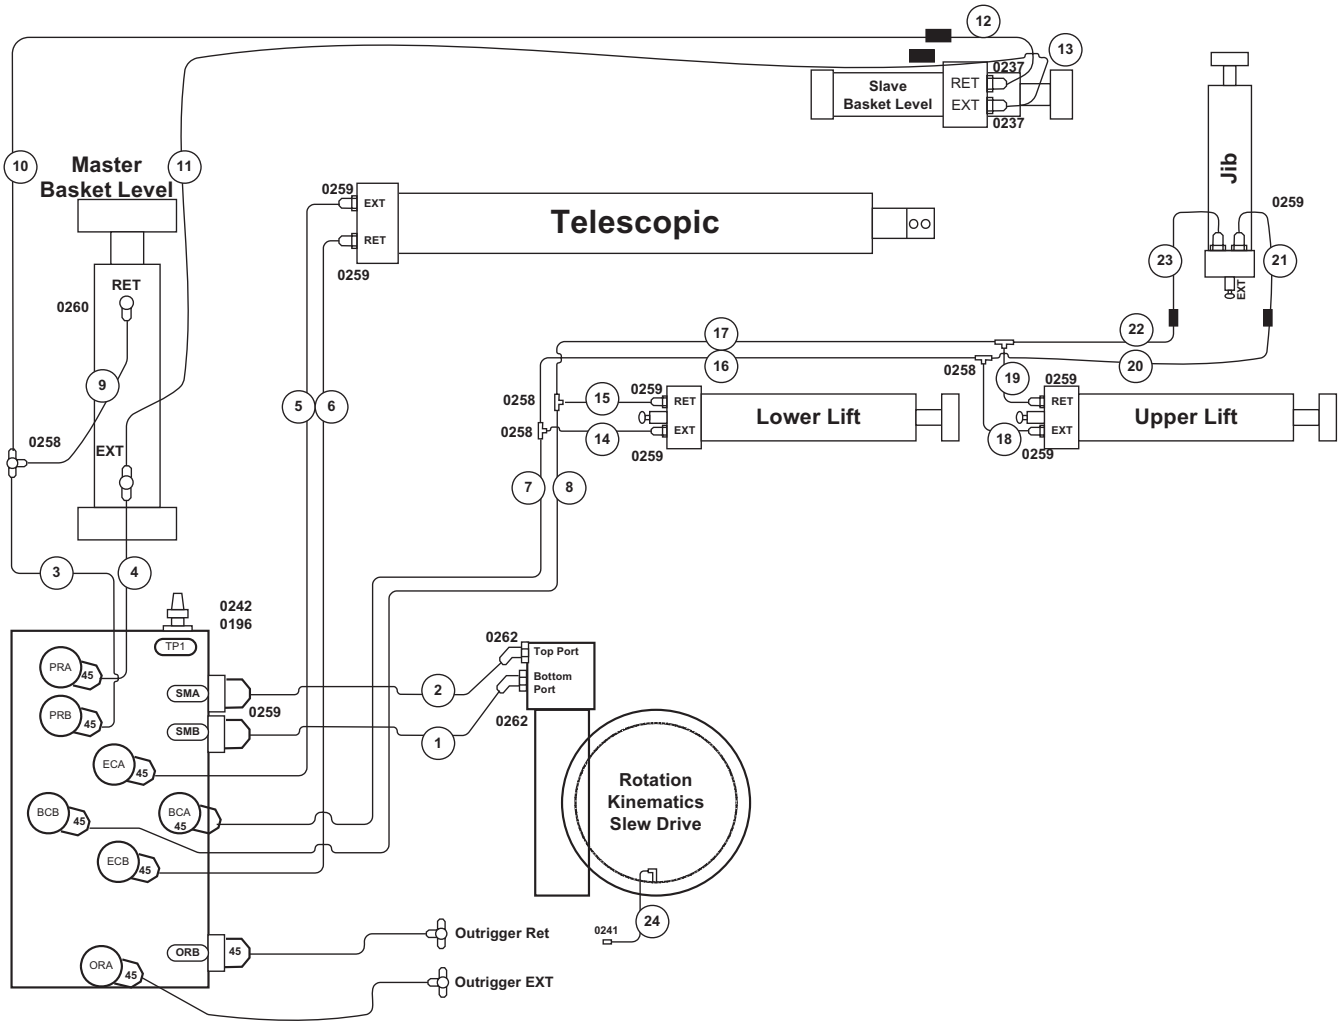 12
13
0237
RET
EXT
0237
Slave
Basket Level
Jib
0259
EXT
23
21
10
Master
Basket Level
11
0259
EXT
RET
0259
Telescopic
RET
0260
9
0258
EXT
17
16
22
20
0258
19
5
6
0258
0258
15
14
0259
RET
EXT
0259
Lower Lift
0259
RET
EXT
18
0259
Upper Lift
7
8
3
4
0242
0196
TP1
PRA
45
PRB
45
SMA
0259
SMB
2
1
0262
Top Port
Bottom
Port
0262
ECA
45
BCB
45
BCA
45
ECB
45
Rotation
Kinematics
Slew Drive
24
0241
ORB
45
Outrigger Ret
ORA
45
Outrigger EXT